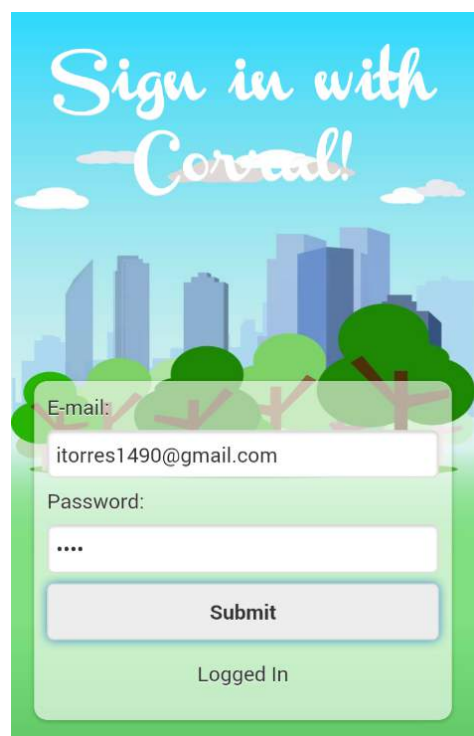 Sign in with
Corral!
E-mail:
itorres1490@gmail.com
Password:
••••
Submit
Logged In